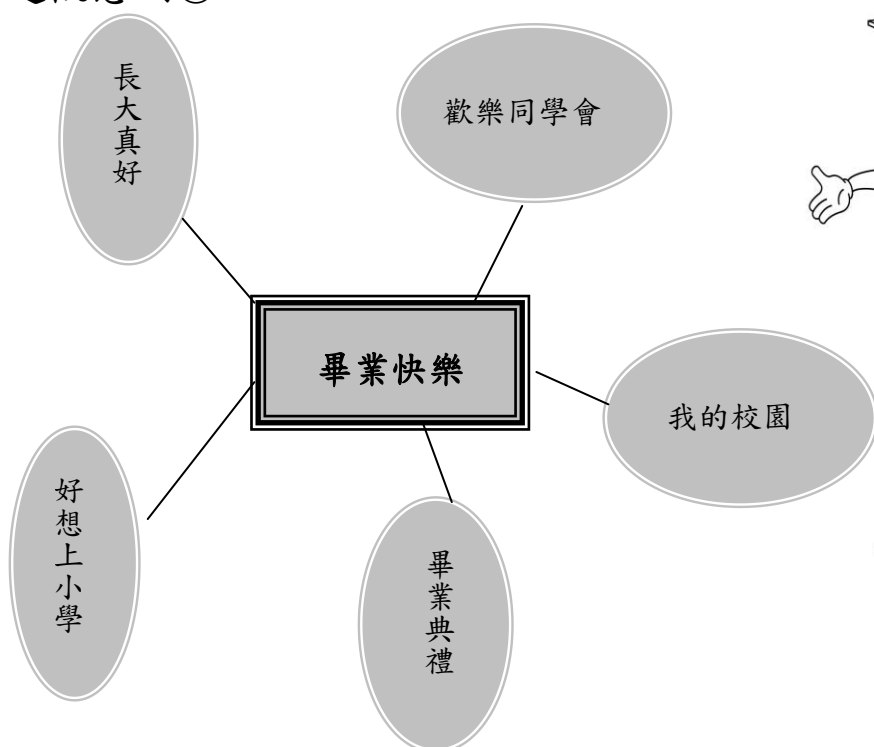 長大真好
歡樂同學會
畢業快樂
我的校園
好想上小學
畢業典禮